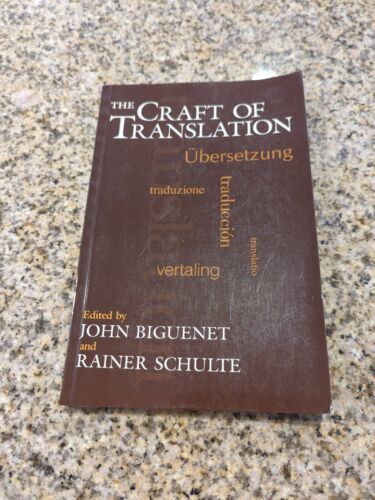 THE CRAFT OF
TRANSLATION
Übersetzung
traduzione
traducción
translatio
vertaling
Edited by
JOHN BIGUENET
and
RAINER SCHULTE